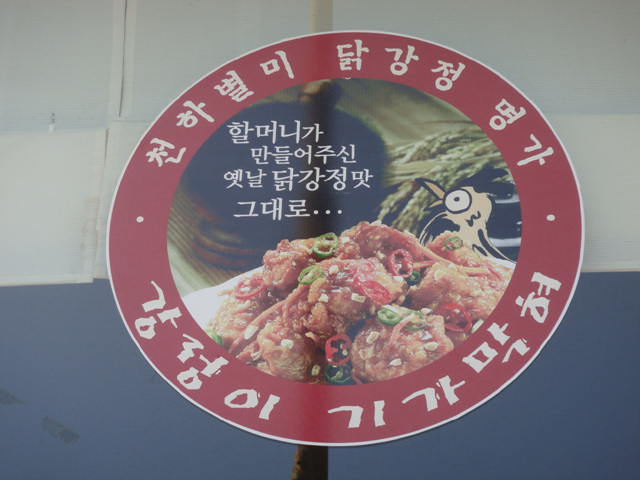 천하별미 닭강정 명가
할머니가
만들어주신
옛날 닭강정맛
그대로...
강정이 기가막혀